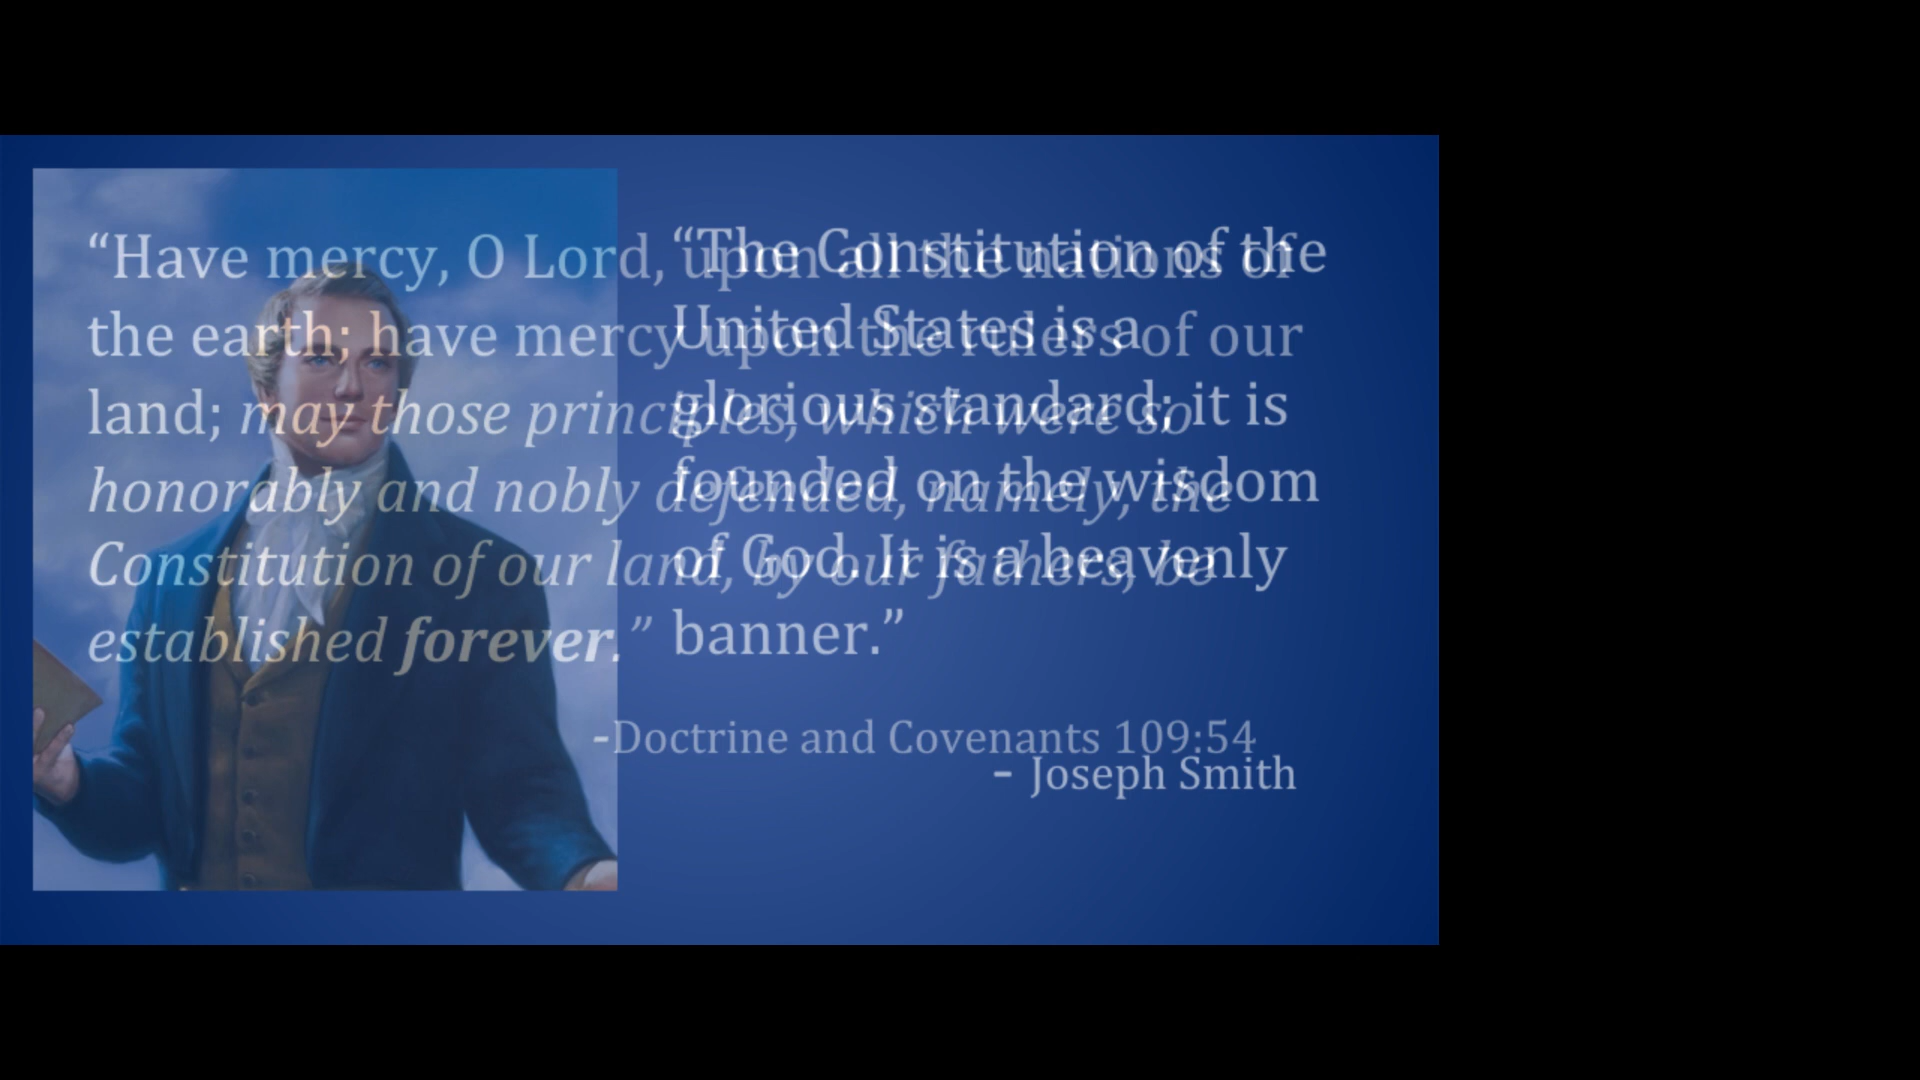 “Have mercy, O Lord, upon all the nations of
the earth; have mercy upon the rulers of our
land; may those principles, which were so
honorably and nobly defended, namely, the
Constitution of our land, by our fathers, be
established forever.”
-Doctrine and Covenants 109:54
“The Constitution of the
United States is a
glorious standard; it is
founded on the wisdom
of God. It is a heavenly
banner.”
- Joseph Smith